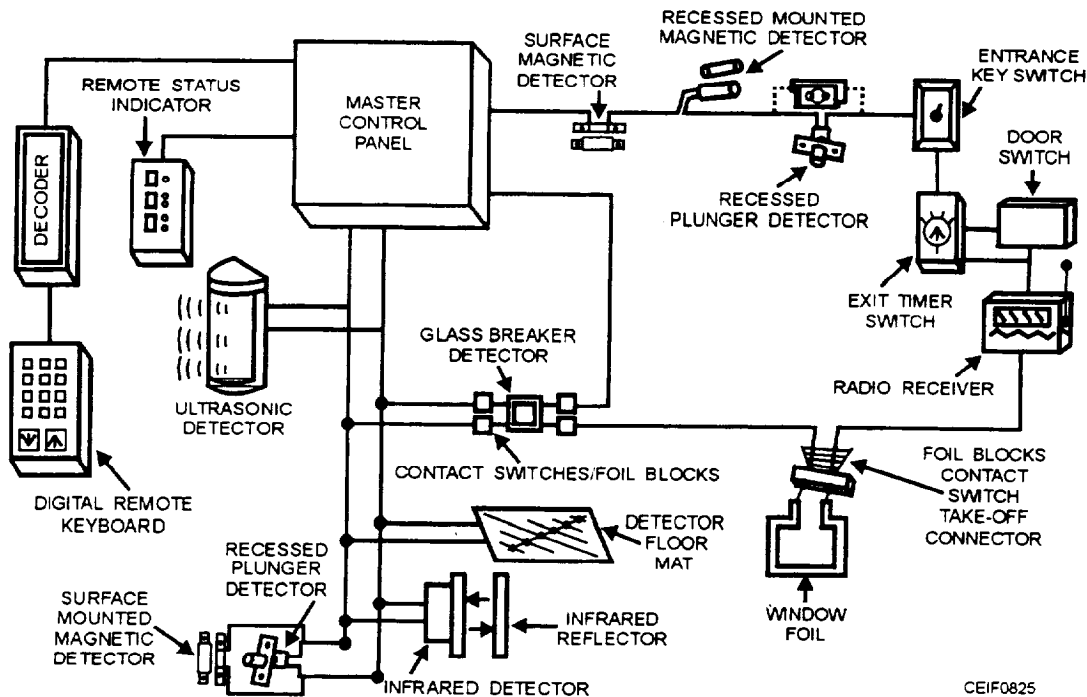 RECESSED MOUNTED
MAGNETIC DETECTOR
SURFACE
MAGNETIC
DETECTOR
ENTRANCE
KEY SWITCH
REMOTE STATUS
INDICATOR
MASTER
CONTROL
PANEL
DOOR
SWITCH
DECODER
RECESSED
PLUNGER DETECTOR
EXIT TIMER
SWITCH
GLASS BREAKER
DETECTOR
RADIO RECEIVER
ULTRASONIC
DETECTOR
CONTACT SWITCHES/FOIL BLOCKS
FOIL BLOCKS
CONTACT
SWITCH
TAKE-OFF
CONNECTOR
DIGITAL REMOTE
KEYBOARD
DETECTOR
FLOOR
MAT
RECESSED
PLUNGER
DETECTOR
SURFACE
MOUNTED
MAGNETIC
DETECTOR
WINDOW
FOIL
INFRARED
REFLECTOR
INFRARED DETECTOR
CEIF0825